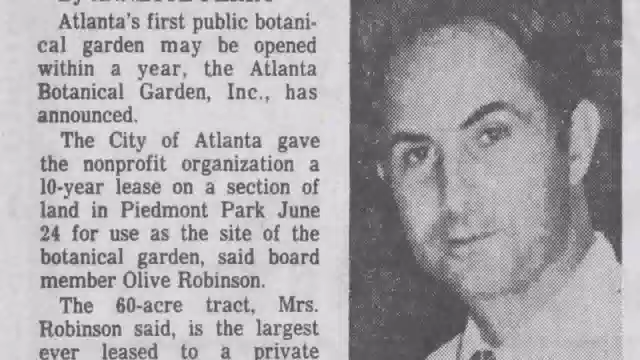 Atlanta's first public botani-
cal garden may be opened
within a year, the Atlanta
Botanical Garden, Inc., has
announced.
The City of Atlanta gave
the nonprofit organization a
10-year lease on a section of
land in Piedmont Park June
24 for use as the site of the
botanical garden, said board
member Olive Robinson.
The 60-acre tract, Mrs.
Robinson said, is the largest
ever leased to a private